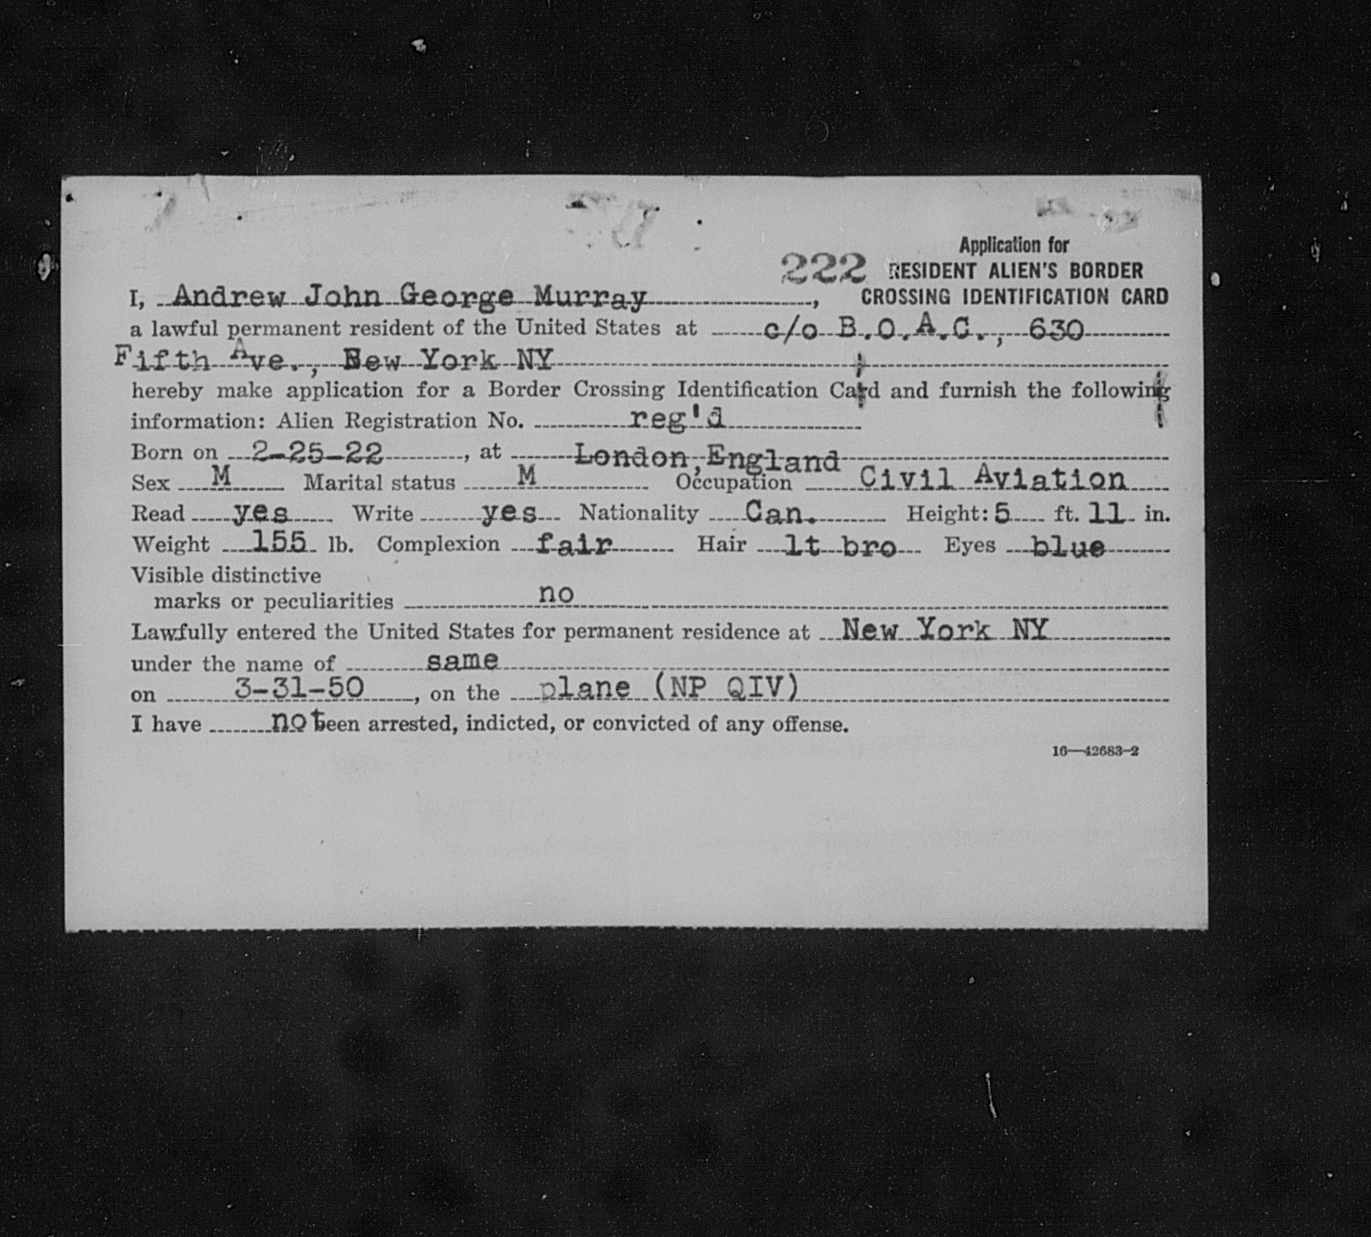 Application for
222 RESIDENT ALIEN'S BORDER
I, Andrew John George Murray, CROSSING IDENTIFICATION CARD
a lawful permanent resident of the United States at c/o B.O.A.C., 630
Fifth Ave., New York NY
hereby make application for a Border Crossing Identification Card and furnish the following
information: Alien Registration No. reg'd
Born on 2-25-22, at London,England
Sex M Marital status M Occupation Civil Aviation
Read yes Write yes Nationality Can. Height: 5 ft. 11 in.
Weight 155 lb. Complexion fair Hair lt bro Eyes blue
Visible distinctive
marks or peculiarities no
Lawfully entered the United States for permanent residence at New York NY
under the name of same
on 3-31-50, on the plane (NP QIV)
I have not been arrested, indicted, or convicted of any offense.
16—42683-2